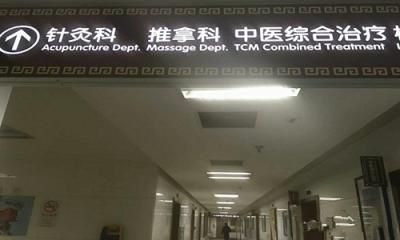 针灸科 推拿科 中医综合治疗
Acupuncture Dept. Massage Dept. TCM Combined Treatment